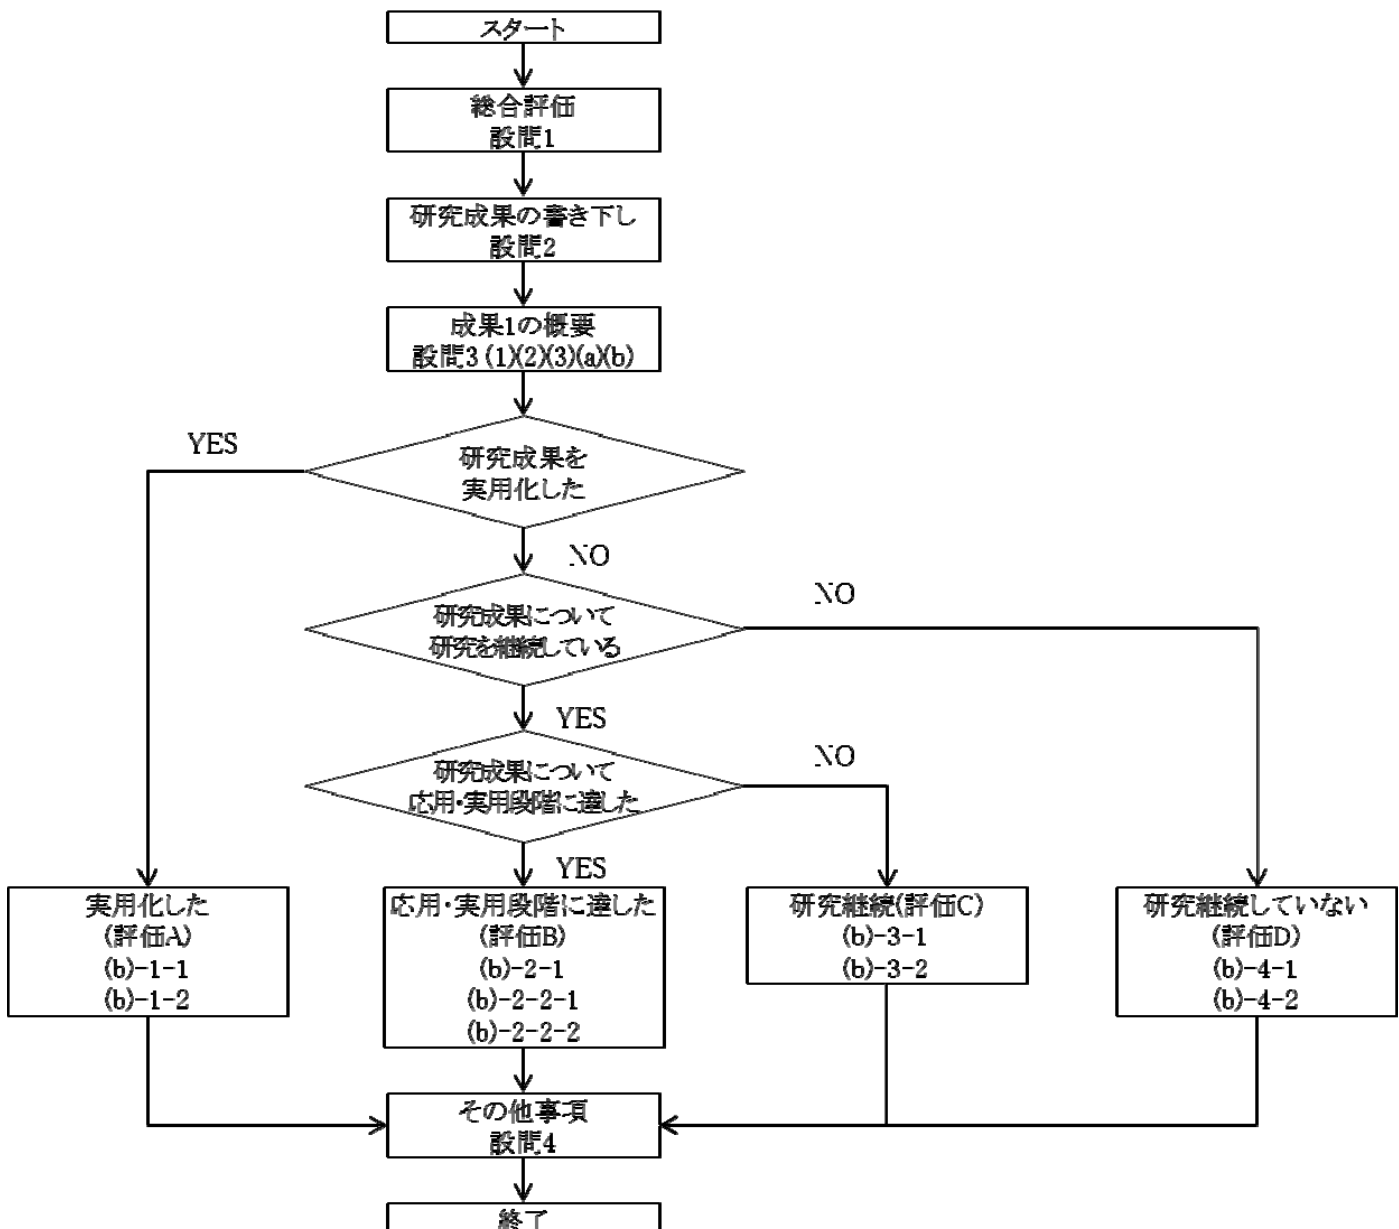 スタート
総合評価
設問1
研究成果の書き下し
設問2
成果1の概要
設問3 (1)(2)(3)(a)(b)
YES
研究成果を
実用化した
NO
研究成果について
研究を継続している
NO
YES
研究成果について
応用・実用段階に達した
NO
YES
実用化した
(評価A)
(b)-1-1
(b)-1-2
応用・実用段階に達した
(評価B)
(b)-2-1
(b)-2-2-1
(b)-2-2-2
研究継続(評価C)
(b)-3-1
(b)-3-2
研究継続していない
(評価D)
(b)-4-1
(b)-4-2
その他事項
設問4
終了